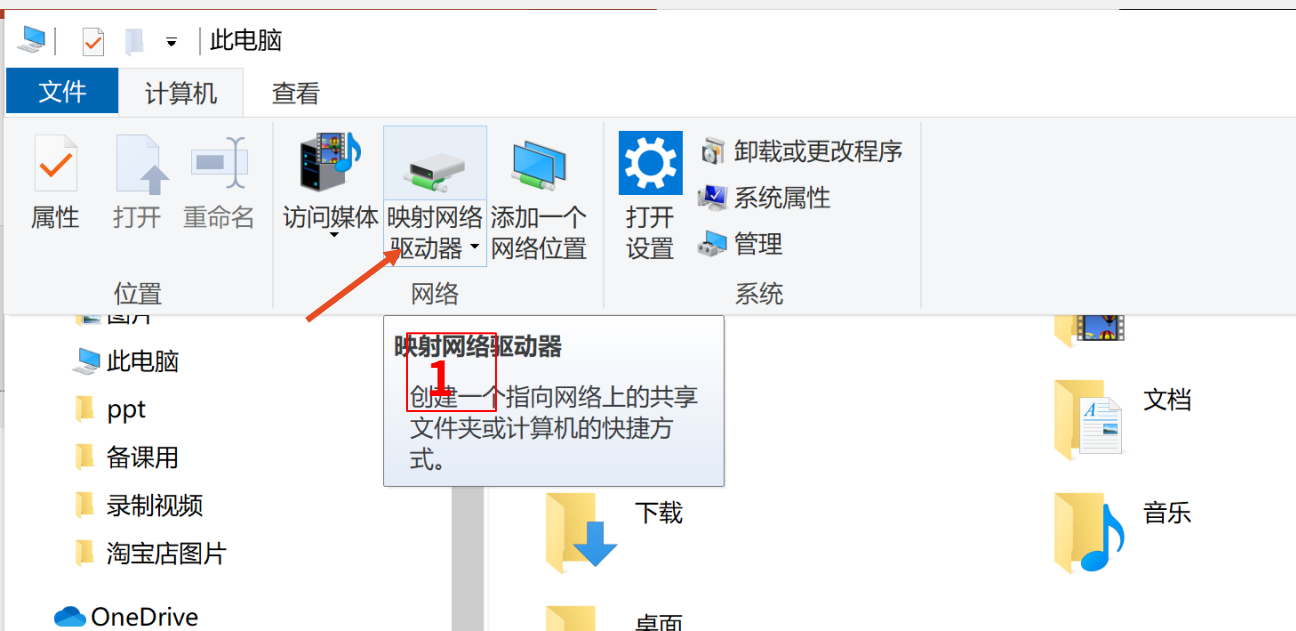 此电脑
文件
计算机
查看
属性
打开
重命名
访问媒体
映射网络
驱动器
添加一个
网络位置
打开
设置
卸载或更改程序
系统属性
管理
位置
网络
系统
图片
此电脑
ppt
备课用
录制视频
淘宝店图片
OneDrive
映射网络驱动器
1
创建一个指向网络上的共享
文件夹或计算机的快捷方
式。
文档
下载
音乐
桌面